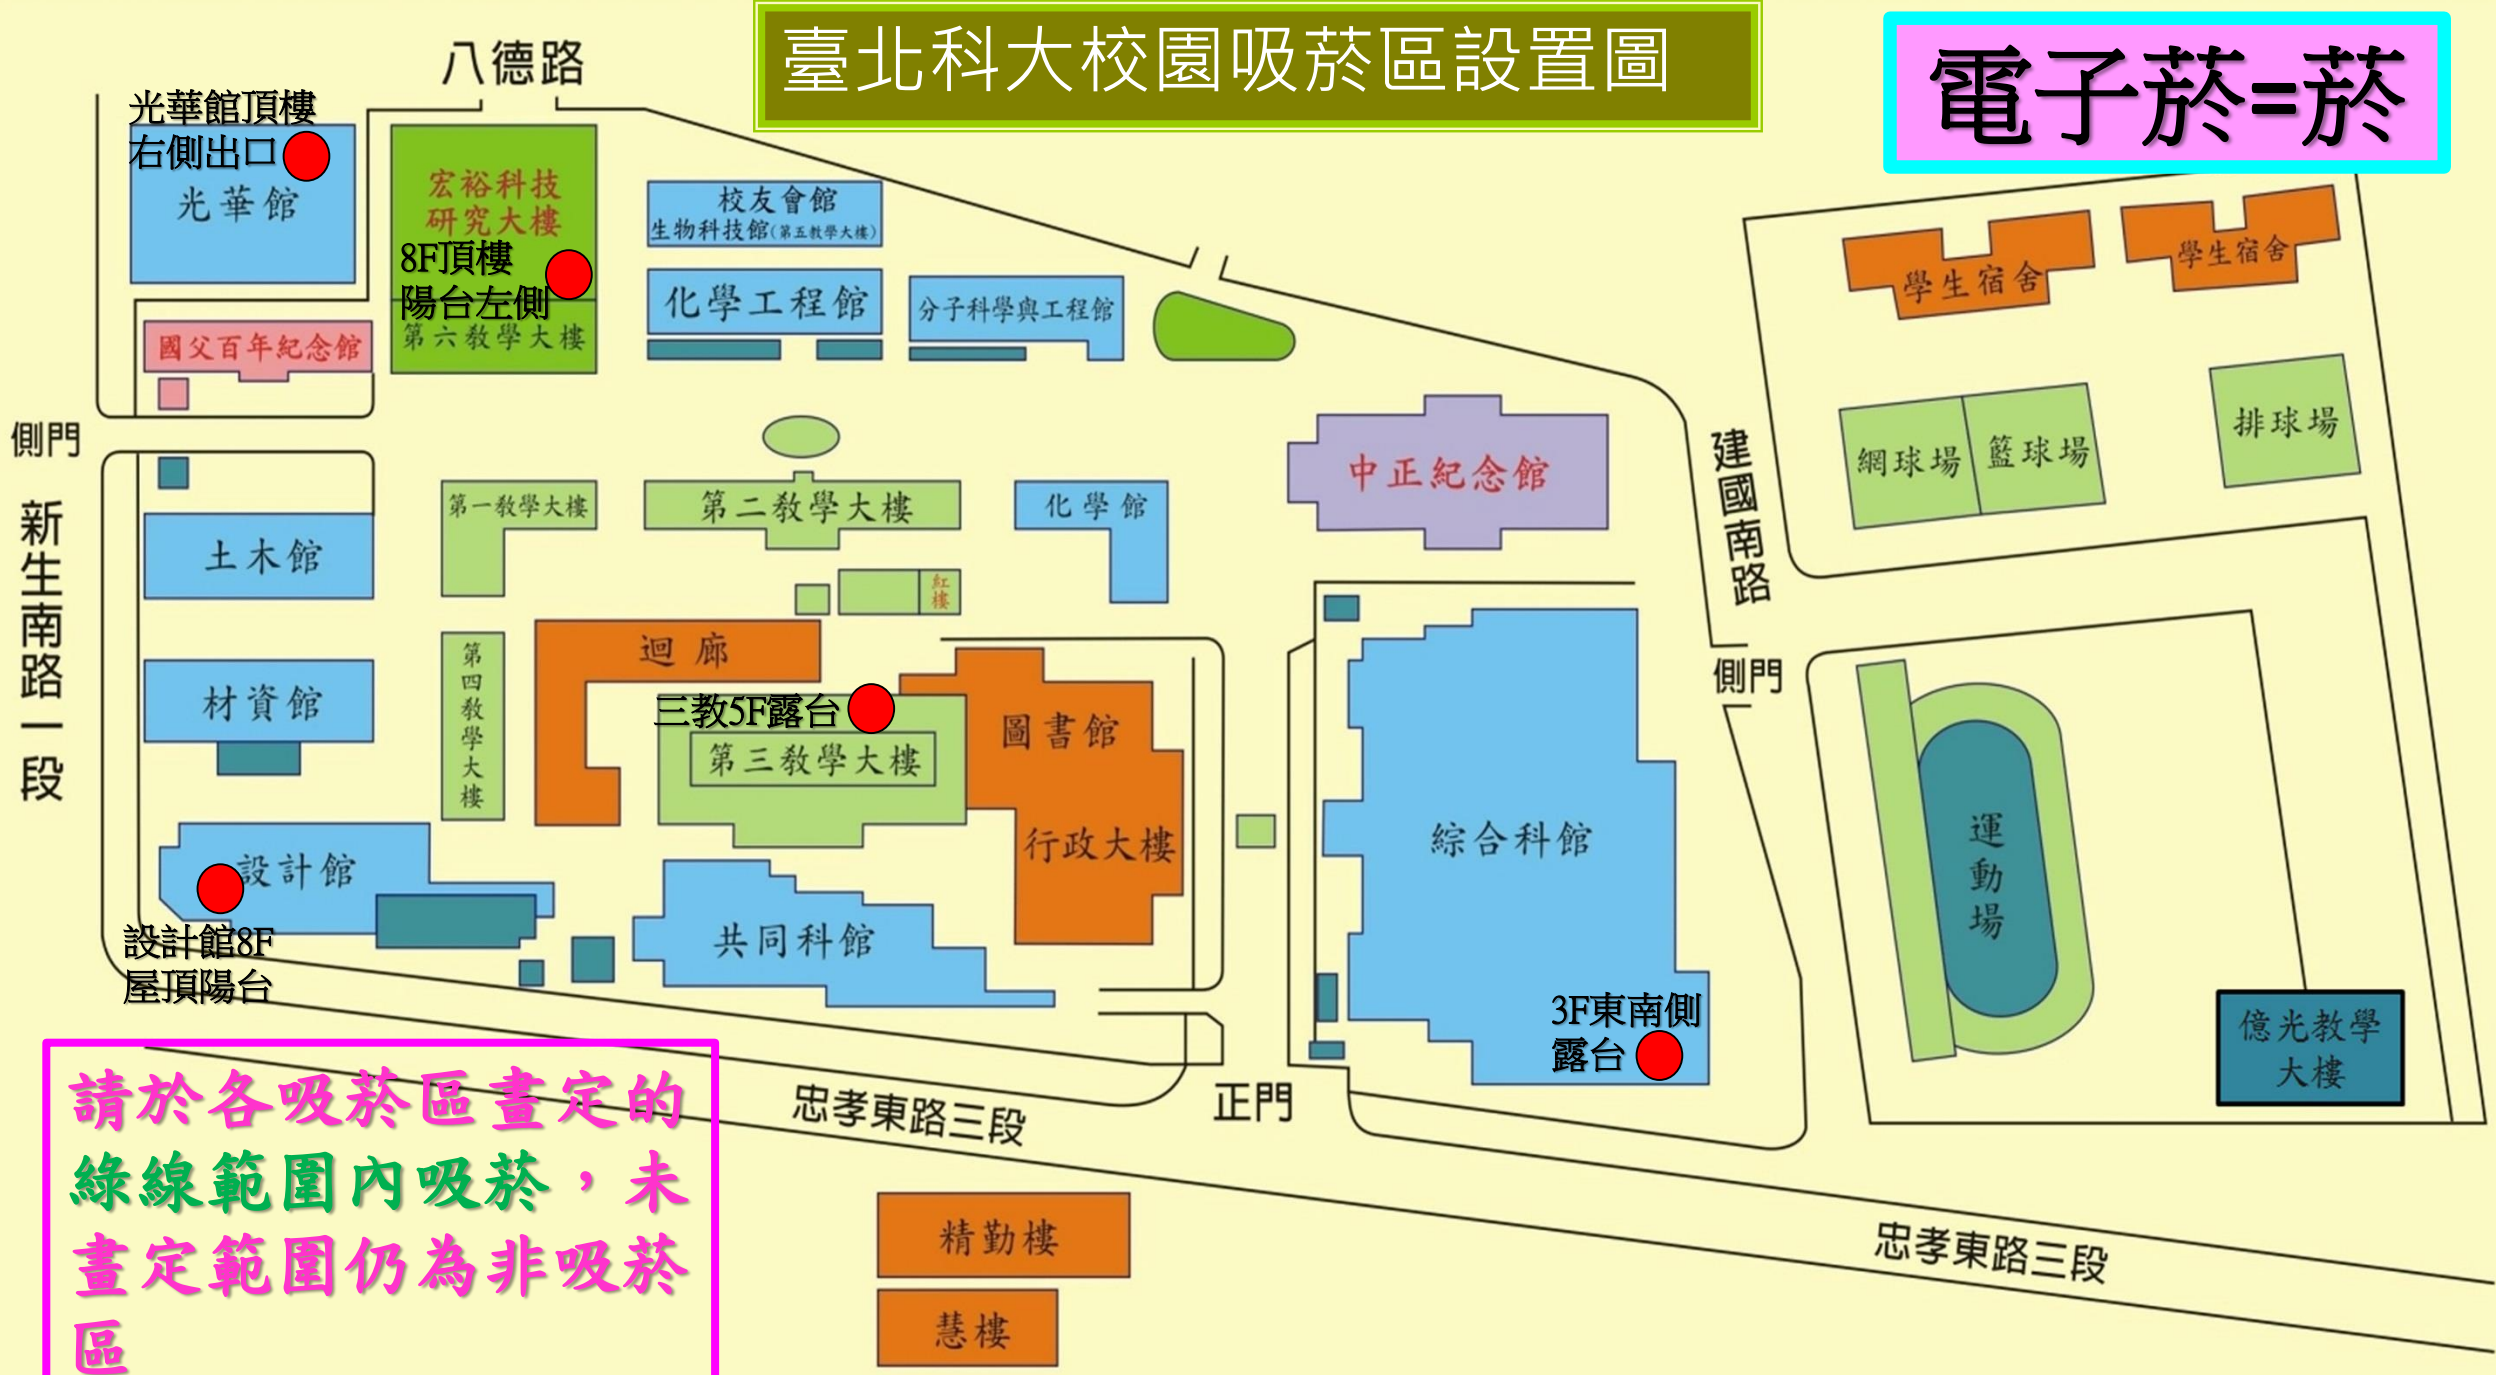 臺北科大校園吸菸區設置圖
電子菸=菸
八德路
光華館頂樓
右側出口
光華館
宏裕科技
研究大樓
8F頂樓
陽台左側
第六教學大樓
校友會館
生物科技館(第五教學大樓)
化學工程館
分子科學與工程館
學生宿舍
學生宿舍
國父百年紀念館
側門
新生南路一段
土木館
材資館
第一教學大樓
第二教學大樓
化學館
紅樓
中正紀念館
建國南路
網球場
籃球場
排球場
第四教學大樓
迴廊
三教5F露台
第三教學大樓
圖書館
行政大樓
側門
綜合科館
運動場
設計館
設計館8F
屋頂陽台
共同科館
3F東南側
露台
億光教學
大樓
忠孝東路三段
正門
忠孝東路三段
精勤樓
慧樓
請於各吸菸區畫定的
綠線範圍內吸菸，未
畫定範圍仍為非吸菸
區